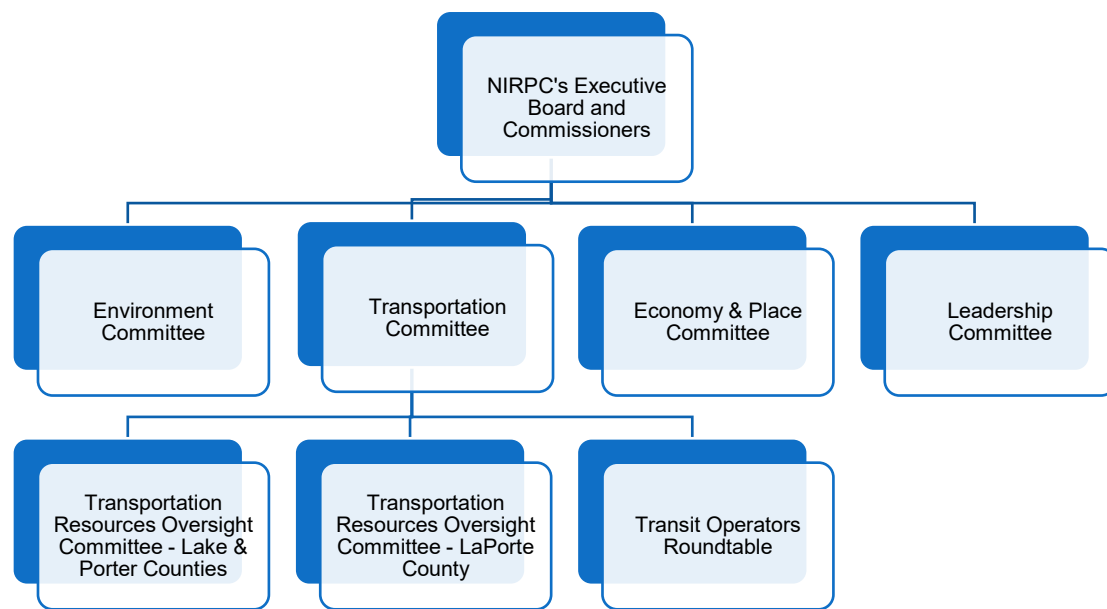 NIRPC's Executive
Board and
Commissioners
Environment
Committee
Transportation
Committee
Economy & Place
Committee
Leadership
Committee
Transportation
Resources Oversight
Committee - Lake &
Porter Counties
Transportation
Resources Oversight
Committee - LaPorte
County
Transit Operators
Roundtable